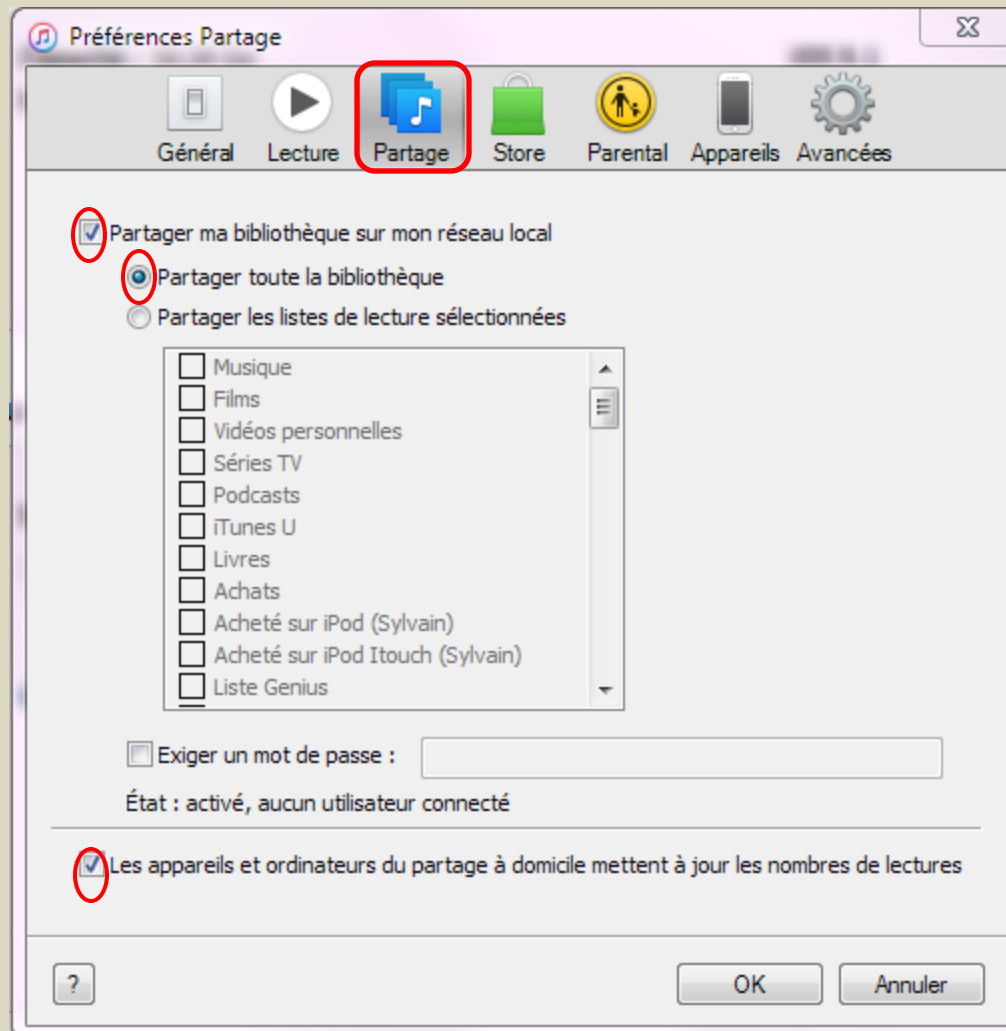 Préférences Partage
Général Lecture Partage Store Parental Appareils Avancées
Partager ma bibliothèque sur mon réseau local
Partager toute la bibliothèque
Partager les listes de lecture sélectionnées
Musique
Films
Vidéos personnelles
Séries TV
Podcasts
iTunes U
Livres
Achats
Acheté sur iPod (Sylvain)
Acheté sur iPod Itouch (Sylvain)
Liste Genius
Exiger un mot de passe :
État : activé, aucun utilisateur connecté
Les appareils et ordinateurs du partage à domicile mettent à jour les nombres de lectures
? OK Annuler